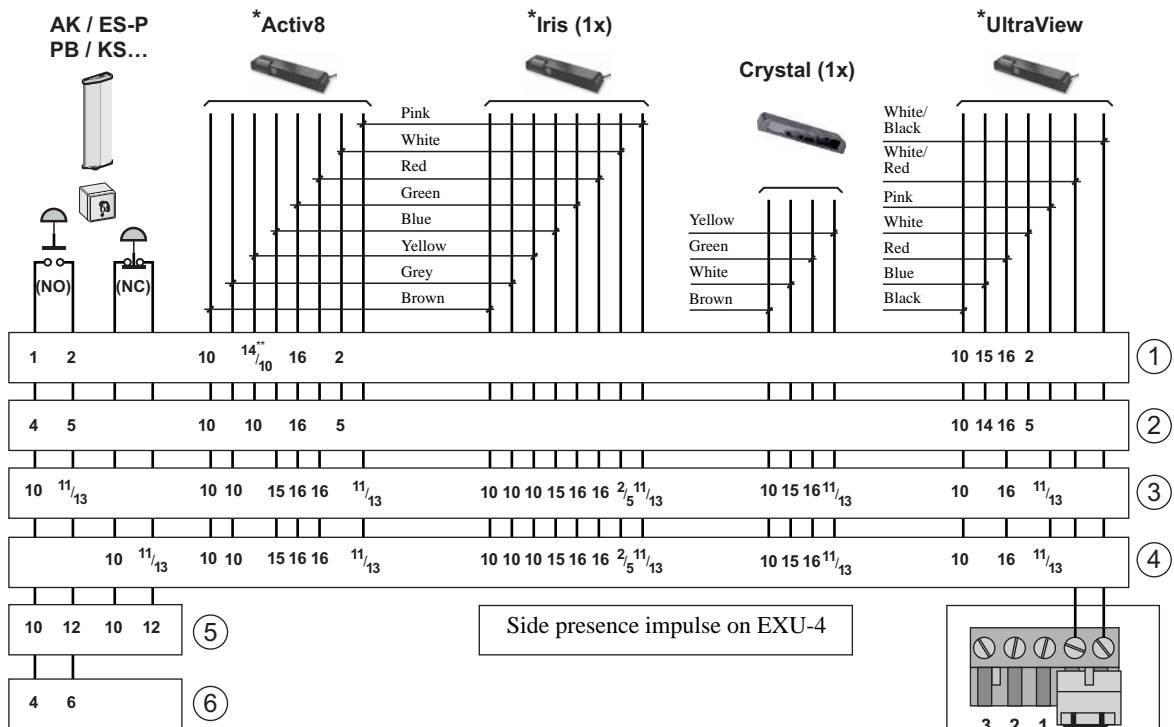 AK / ES-P
PB / KS...
*Activ8
*Iris (1x)
Crystal (1x)
*UltraView
Pink
White
Red
Green
Blue
Yellow
Grey
Brown
Yellow
Green
White
Brown
White/
Black
White/
Red
Pink
White
Red
Blue
Black
(NO) (NC)
1 2 10 14**/10 16 2 10 15 16 2 1
4 5 10 10 16 5 10 14 16 5 2
10 11/13 10 10 15 16 16 11/13 10 10 10 15 16 16 2/5 11/13 10 15 16 11/13 10 16 11/13 3
10 11/13 10 10 15 16 16 11/13 10 10 10 15 16 16 2/5 11/13 10 15 16 11/13 10 16 11/13 4
10 12 10 12 5
Side presence impulse on EXU-4
4 6 6
3 2 1